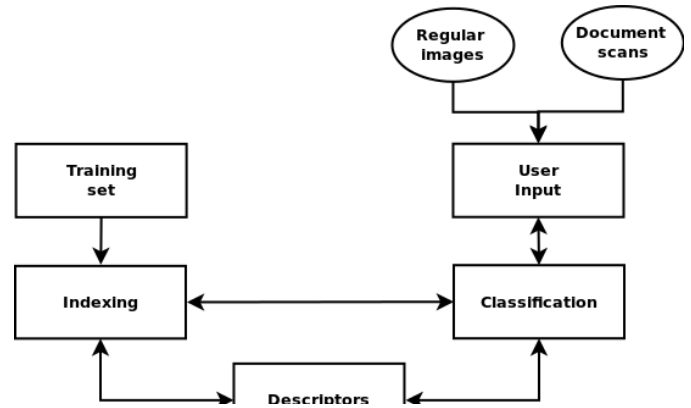 Regular
images
Document
scans
Training
set
User
Input
Indexing
Classification
Descriptors